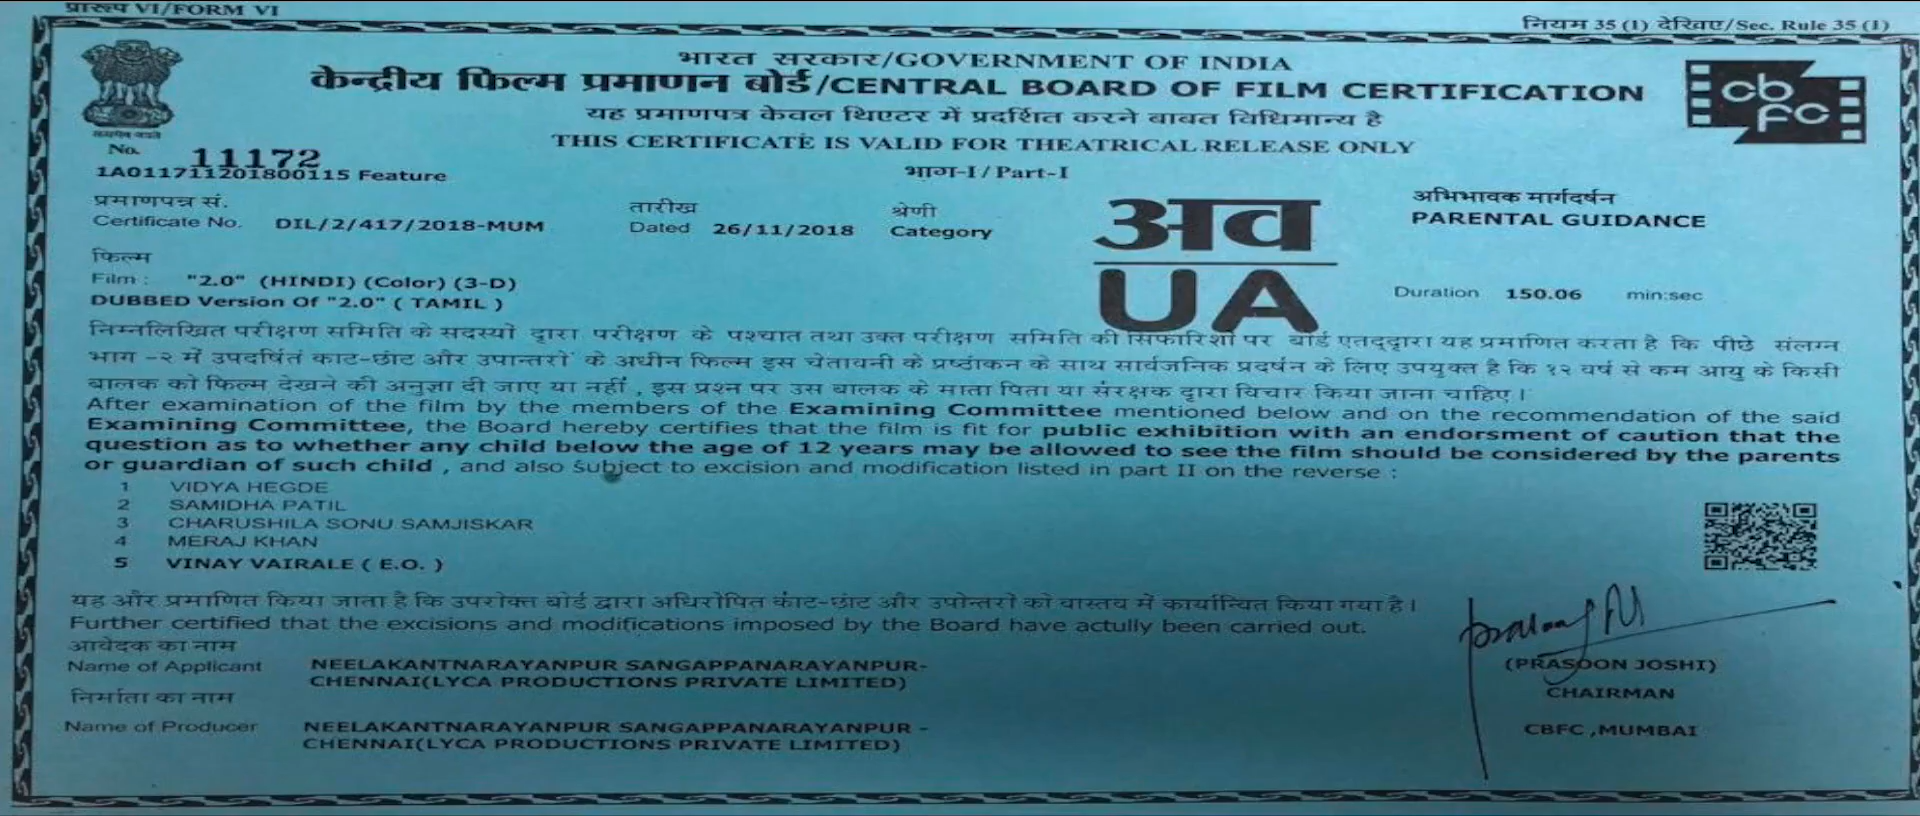 प्रारूप VI/FORM VI
नियम 35 (1) देखिए/Sec. Rule 35 (1)
भारत सरकार/GOVERNMENT OF INDIA
केन्द्रीय फिल्म प्रमाणन बोर्ड/CENTRAL BOARD OF FILM CERTIFICATION
cb
fc
यह प्रमाणपत्र केवल थिएटर में प्रदर्शित करने बाबत विधिमान्य है
सत्यमेव जयते
THIS CERTIFICATE IS VALID FOR THEATRICAL RELEASE ONLY
No. 11172
1A011711201800115 Feature
भाग-I / Part-I
प्रमाणपत्र सं.
Certificate No. DIL/2/417/2018-MUM
तारीख
Dated 26/11/2018
श्रेणी
Category
अव
UA
अभिभावक मार्गदर्शन
PARENTAL GUIDANCE
फिल्म
Film : "2.0" (HINDI) (Color) (3-D)
DUBBED Version Of "2.0" ( TAMIL )
Duration 150.06 min:sec
निम्नलिखित परीक्षण समिति के सदस्यों द्वारा परीक्षण के पश्चात तथा उक्त परीक्षण समिति की सिफारिशों पर बोर्ड एतद्द्वारा यह प्रमाणित करता है कि पीछे संलग्न
भाग -२ में उपदर्षित काट-छांट और उपान्तरों के अधीन फिल्म इस चेतावनी के प्रष्ठांकन के साथ सार्वजनिक प्रदर्षन के लिए उपयुक्त है कि १२ वर्ष से कम आयु के किसी
बालक को फिल्म देखने की अनुज्ञा दी जाए या नहीं , इस प्रश्न पर उस बालक के माता पिता या संरक्षक द्वारा विचार किया जाना चाहिए ।
After examination of the film by the members of the Examining Committee mentioned below and on the recommendation of the said
Examining Committee, the Board hereby certifies that the film is fit for public exhibition with an endorsment of caution that the
question as to whether any child below the age of 12 years may be allowed to see the film should be considered by the parents
or guardian of such child , and also subject to excision and modification listed in part II on the reverse :
1 VIDYA HEGDE
2 SAMIDHA PATIL
3 CHARUSHILA SONU SAMJISKAR
4 MERAJ KHAN
5 VINAY VAIRALE ( E.O. )
यह और प्रमाणित किया जाता है कि उपरोक्त बोर्ड द्वारा अधिरोपित काट-छांट और उपोन्तरों को वास्तव में कार्यान्वित किया गया है ।
Further certified that the excisions and modifications imposed by the Board have actully been carried out.
आवेदक का नाम
Name of Applicant NEELAKANTNARAYANPUR SANGAPPANARAYANPUR-
CHENNAI(LYCA PRODUCTIONS PRIVATE LIMITED)
निर्माता का नाम
Name of Producer NEELAKANTNARAYANPUR SANGAPPANARAYANPUR -
CHENNAI(LYCA PRODUCTIONS PRIVATE LIMITED)
(PRASOON JOSHI)
CHAIRMAN
CBFC ,MUMBAI